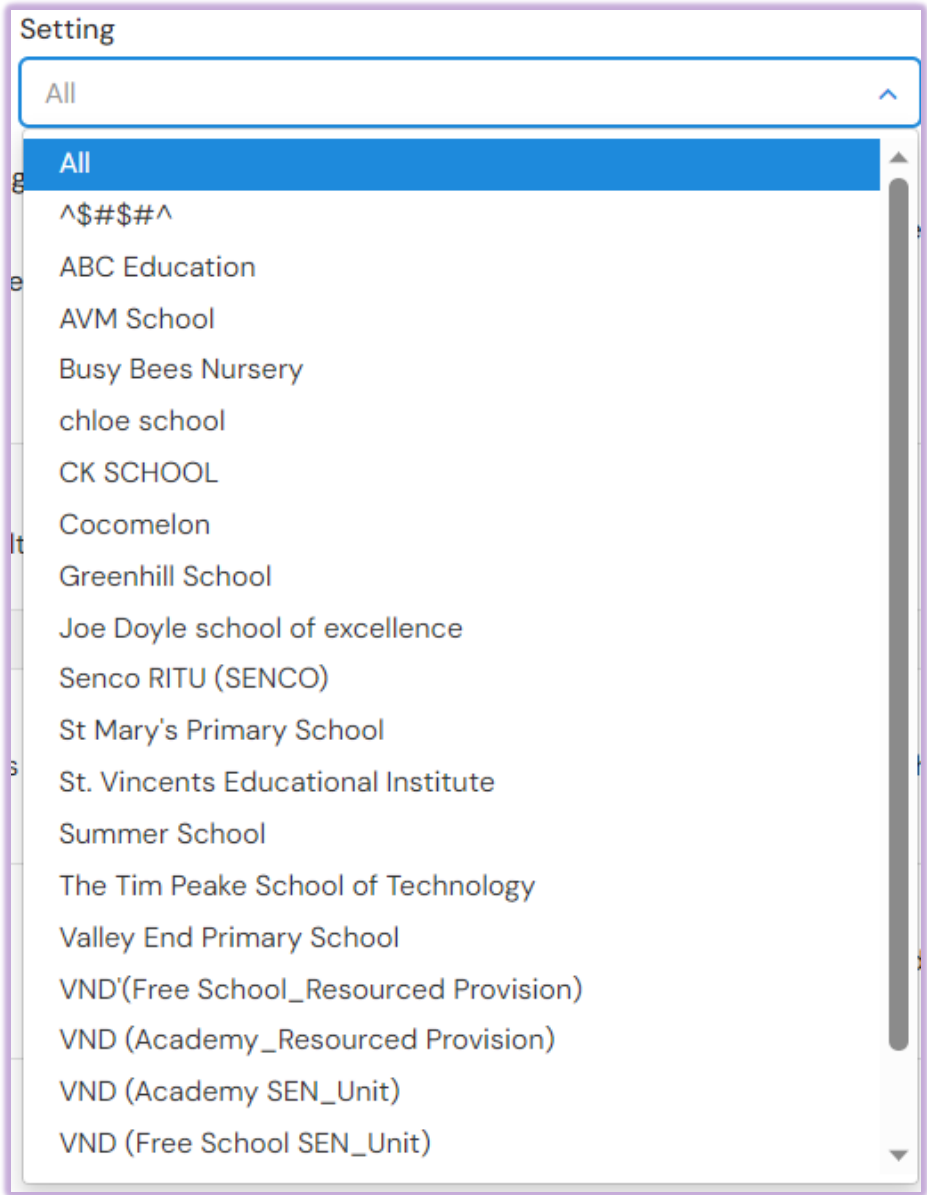 Setting
All
All
^$#$#^
ABC Education
AVM School
Busy Bees Nursery
chloe school
CK SCHOOL
Cocomelon
Greenhill School
Joe Doyle school of excellence
Senco RITU (SENCO)
St Mary's Primary School
St. Vincents Educational Institute
Summer School
The Tim Peake School of Technology
Valley End Primary School
VND'(Free School_Resourced Provision)
VND (Academy_Resourced Provision)
VND (Academy SEN_Unit)
VND (Free School SEN_Unit)